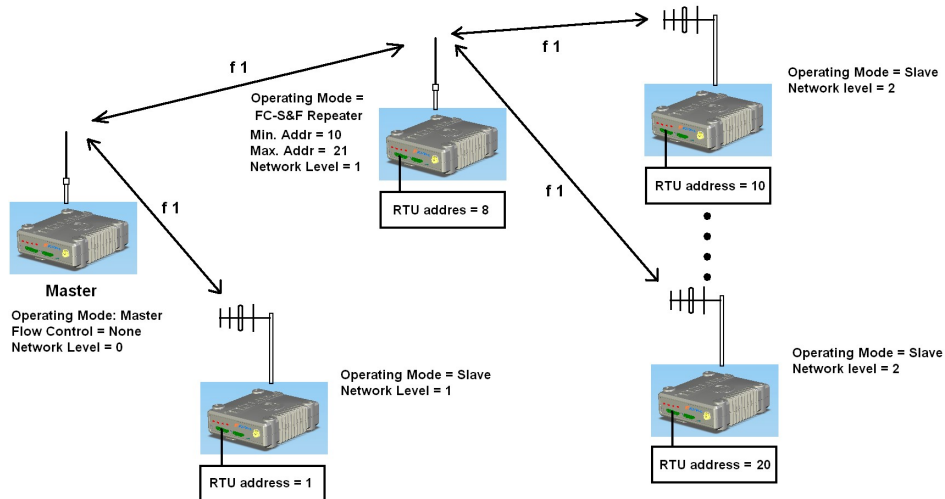 f 1
f 1
Operating Mode = Slave
Network level = 2
Operating Mode =
FC-S&F Repeater
Min. Addr = 10
Max. Addr = 21
Network Level = 1
RTU addres = 8
RTU address = 10
f 1
f 1
Master
Operating Mode: Master
Flow Control = None
Network Level = 0
Operating Mode = Slave
Network level = 2
Operating Mode = Slave
Network Level = 1
RTU address = 1
RTU address = 20